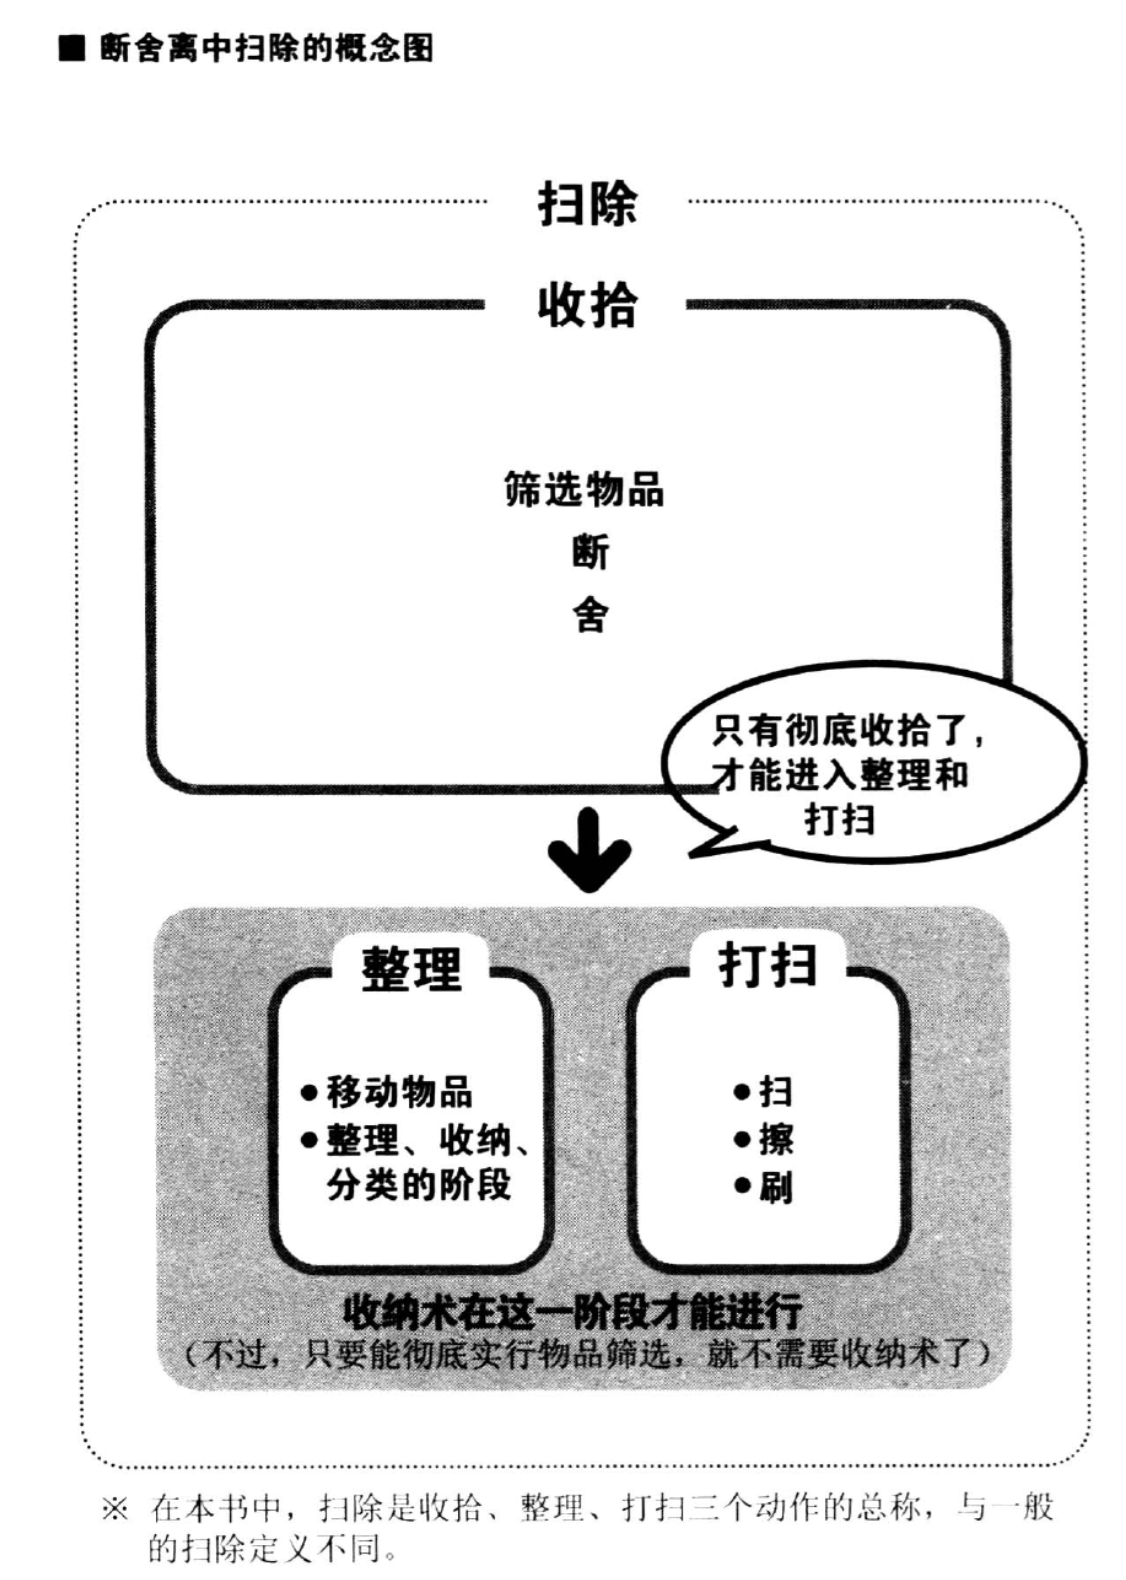 ■ 断舍离中扫除的概念图
扫除
收拾
筛选物品
断
舍
只有彻底收拾了，
才能进入整理和
打扫
整理
●移动物品
●整理、收纳、
分类的阶段
打扫
●扫
●擦
●刷
收纳术在这一阶段才能进行
（不过，只要能彻底实行物品筛选，就不需要收纳术了）
※ 在本书中，扫除是收拾、整理、打扫三个动作的总称，与一般
的扫除定义不同。